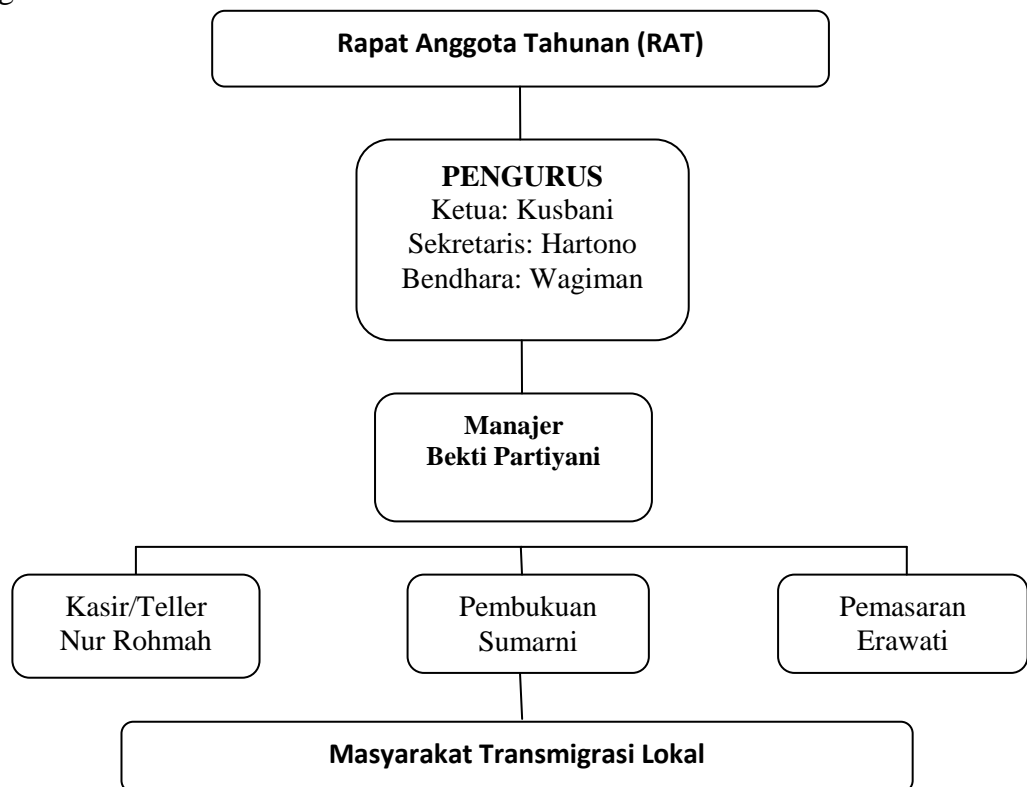 Rapat Anggota Tahunan (RAT)
PENGURUS
Ketua: Kusbani
Sekretaris: Hartono
Bendhara: Wagiman
Manajer
Bekti Partiyani
Kasir/Teller
Nur Rohmah
Pembukuan
Sumarni
Pemasaran
Erawati
Masyarakat Transmigrasi Lokal